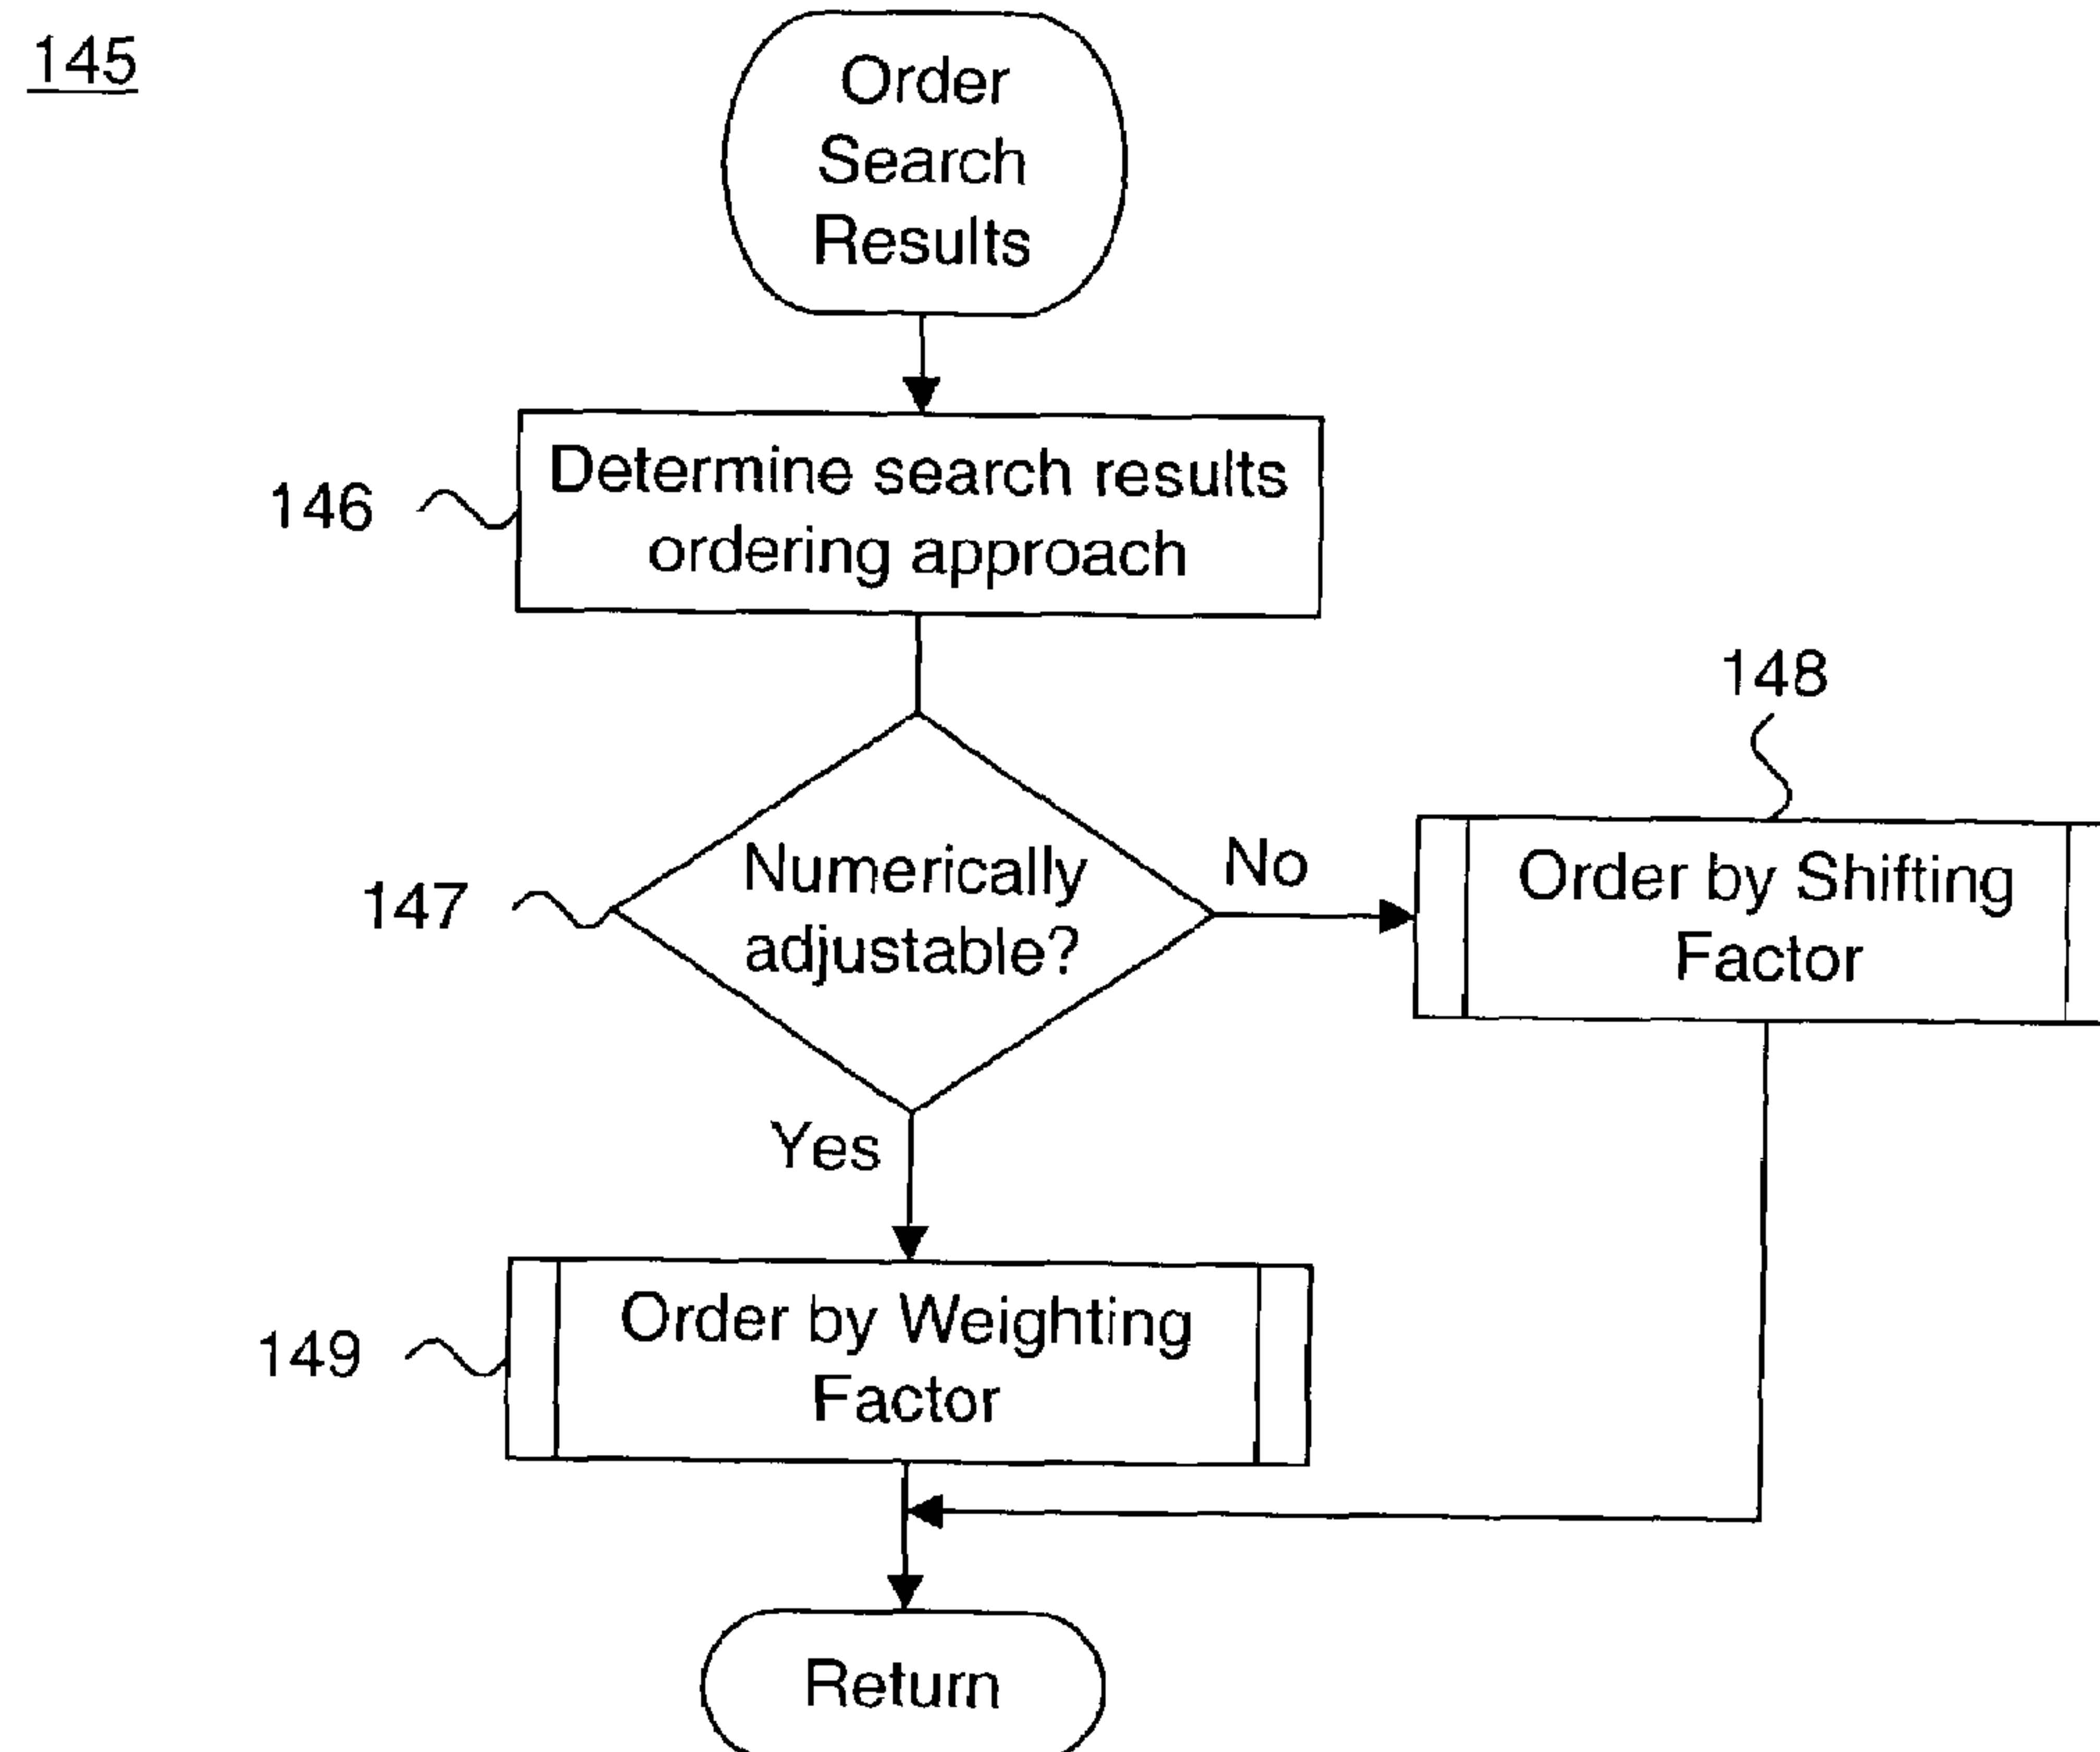 145
Order
Search
Results
146
Determine search results
ordering approach
148
147
Numerically
adjustable?
No
Order by Shifting
Factor
Yes
149
Order by Weighting
Factor
Return